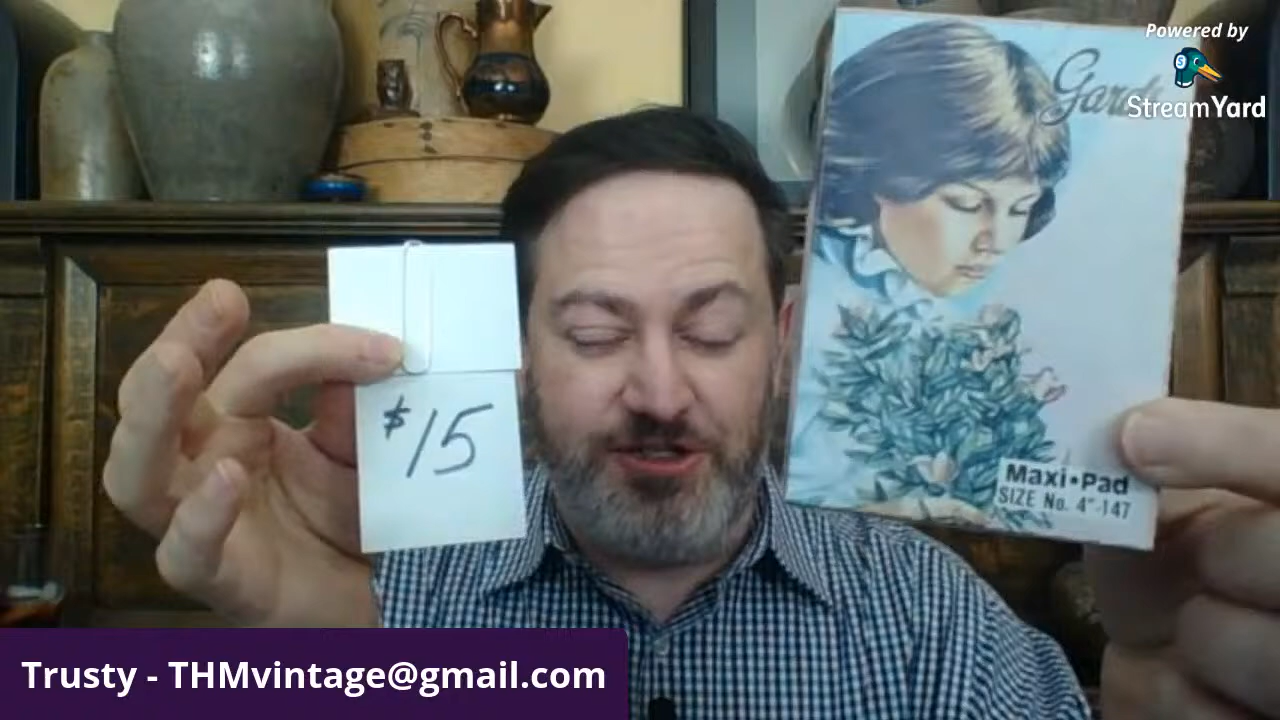 Powered by
StreamYard
$15
Maxi•Pad
SIZE No. 4"-147
Trusty - THMvintage@gmail.com